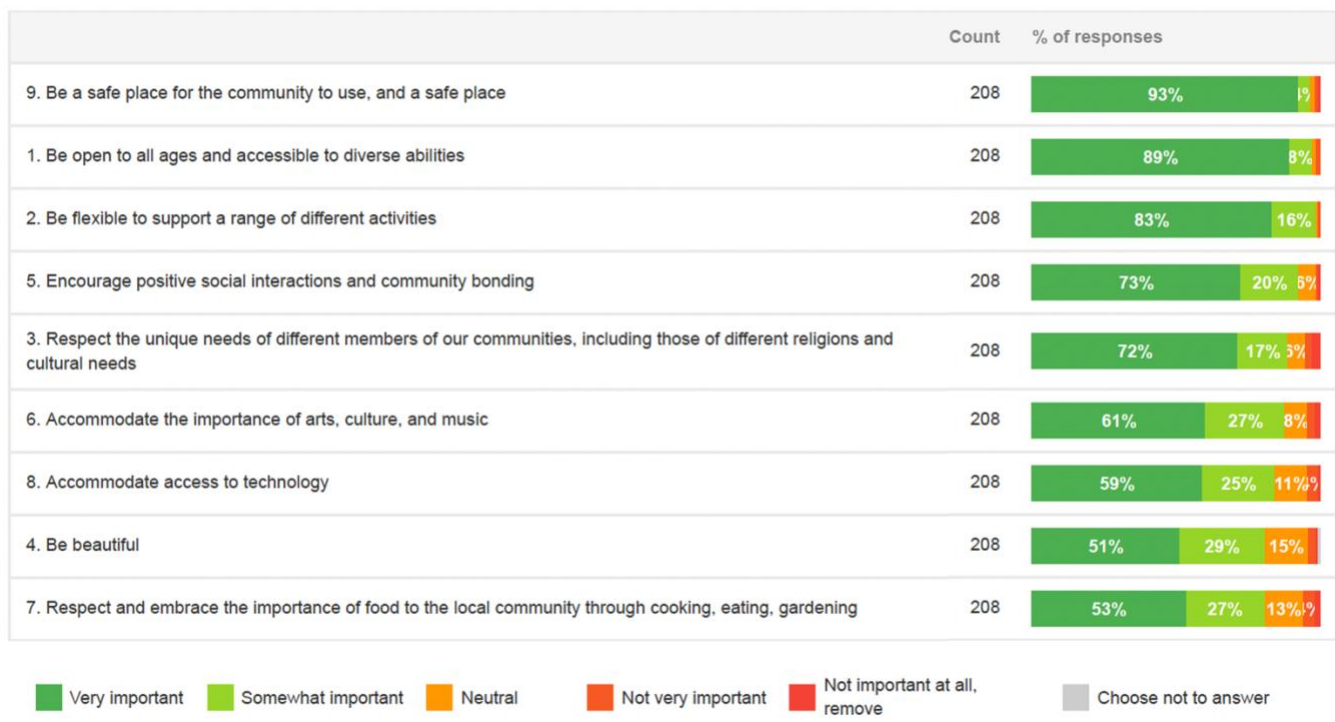 Count % of responses
9. Be a safe place for the community to use, and a safe place 208 93% 4%
1. Be open to all ages and accessible to diverse abilities 208 89% 8%
2. Be flexible to support a range of different activities 208 83% 16%
5. Encourage positive social interactions and community bonding 208 73% 20% 6%
3. Respect the unique needs of different members of our communities, including those of different religions and
cultural needs 208 72% 17% 6%
6. Accommodate the importance of arts, culture, and music 208 61% 27% 8%
8. Accommodate access to technology 208 59% 25% 11% %
4. Be beautiful 208 51% 29% 15%
7. Respect and embrace the importance of food to the local community through cooking, eating, gardening 208 53% 27% 13% %
Very important Somewhat important Neutral Not very important Not important at all,
remove Choose not to answer